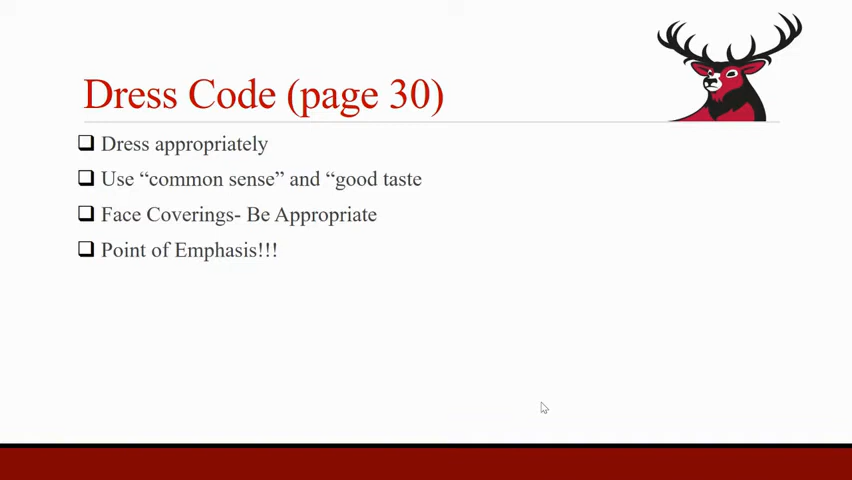 Dress Code (page 30)
Dress appropriately
Use “common sense” and “good taste
Face Coverings- Be Appropriate
Point of Emphasis!!!